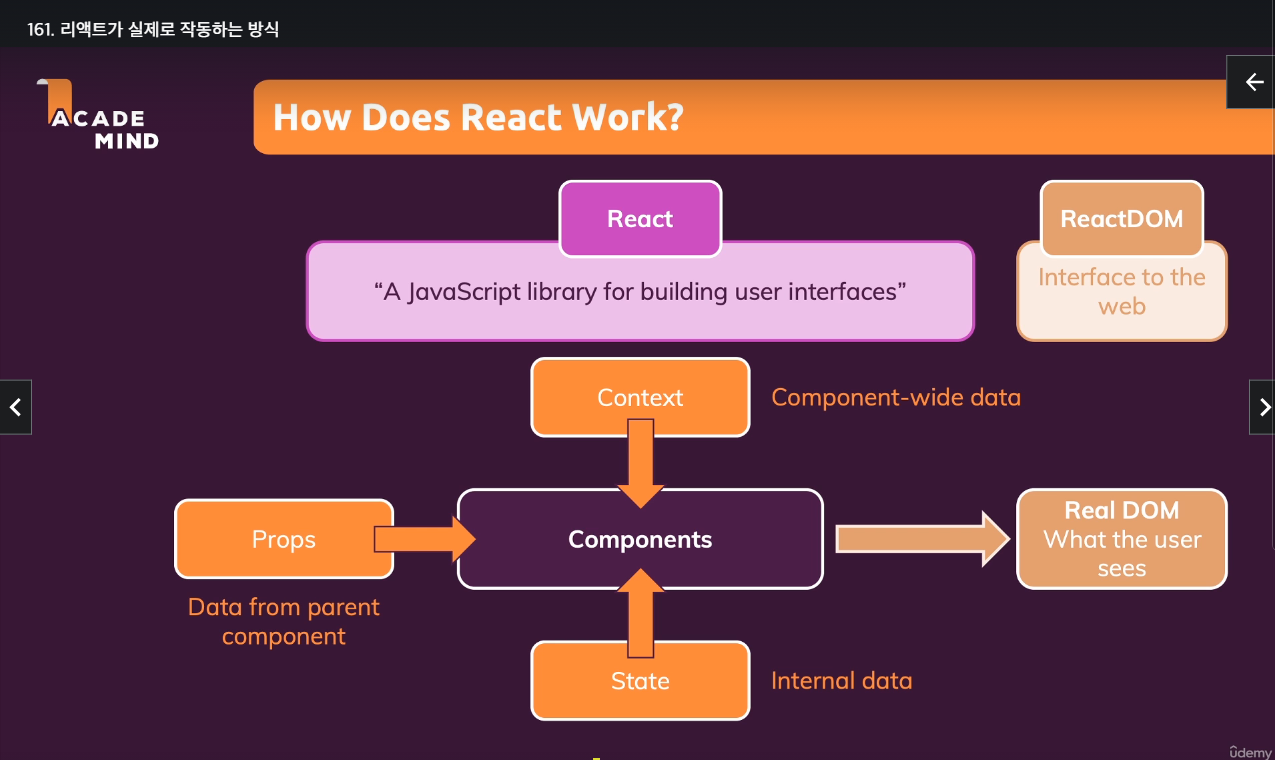 161. 리액트가 실제로 작동하는 방식
ACADE
MIND
How Does React Work?
React
ReactDOM
“A JavaScript library for building user interfaces”
Interface to the
web
Context
Component-wide data
Props
Components
Real DOM
What the user
sees
Data from parent
component
State
Internal data
ûdemy